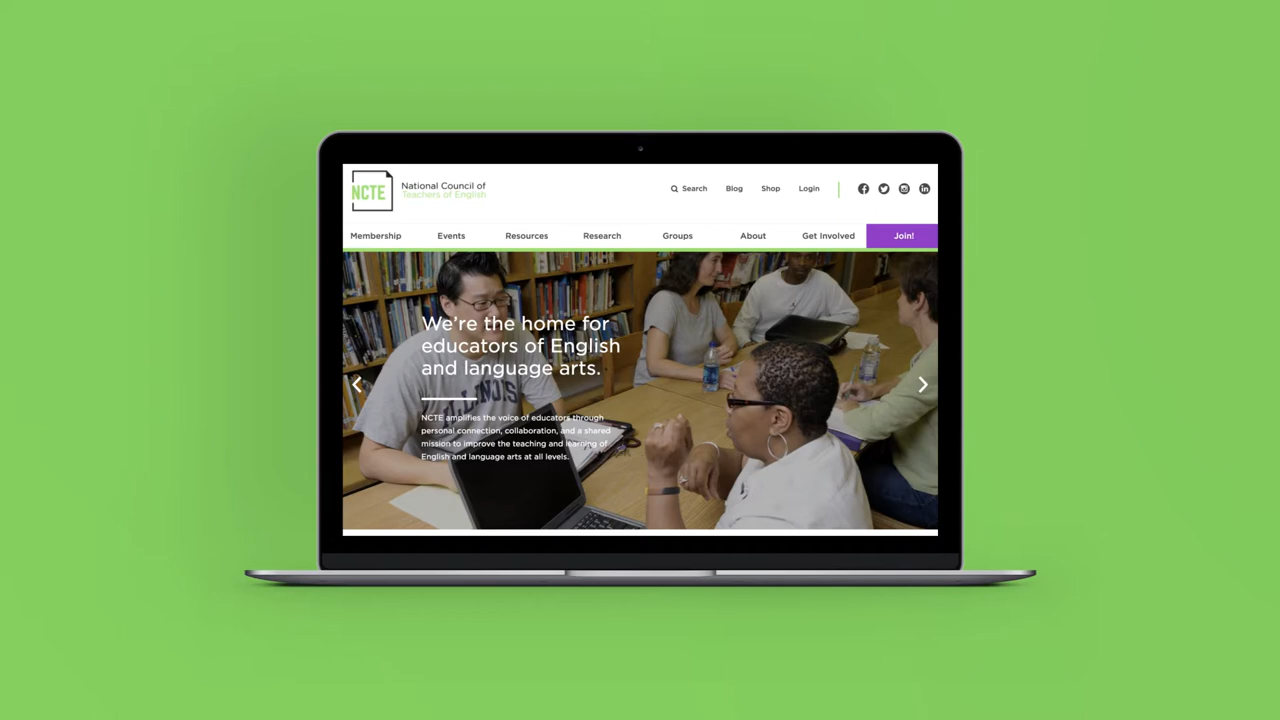 NCTE
National Council of
Teachers of English
Search
Blog
Shop
Login
Membership
Events
Resources
Research
Groups
About
Get Involved
Join!
We're the home for
educators of English
and language arts.
ILLINOIS
NCTE amplifies the voice of educators through
personal connection, collaboration, and a shared
mission to improve the teaching and learning of
English and language arts at all levels.